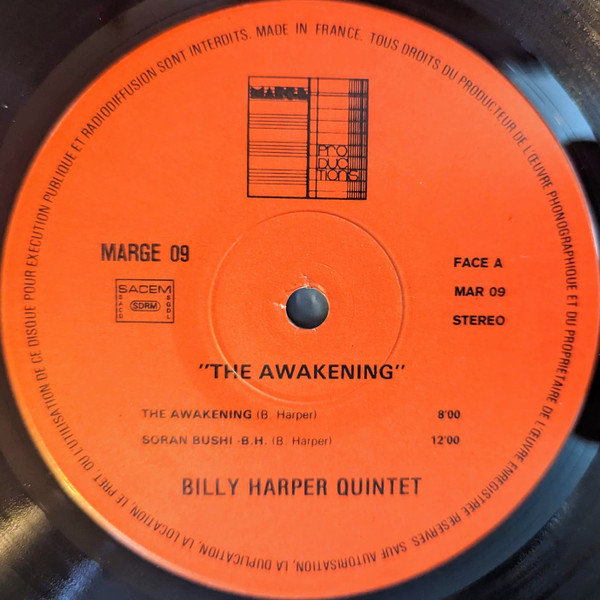 MADE IN FRANCE. TOUS DROITS DU PRODUCTEUR DE L'ŒUVRE PHONOGRAPHIQUE ET DU PROPRIETAIRE DE L'ŒUVRE ENREGISTREE RESERVES. SAUF AUTORISATION, LA DUPLICATION, LA LOCATION, LE PRET, OU L'UTILISATION DE CE DISQUE POUR EXECUTION PUBLIQUE ET RADIODIFFUSION SONT INTERDITS.
MARGE
PRO
DUC
TIONS
MARGE 09
SACEM
SACD
SDRM
SGDL
FACE A
MAR 09
STEREO
"THE AWAKENING"
THE AWAKENING (B. Harper) 8'00
SORAN BUSHI -B.H. (B. Harper) 12'00
BILLY HARPER QUINTET